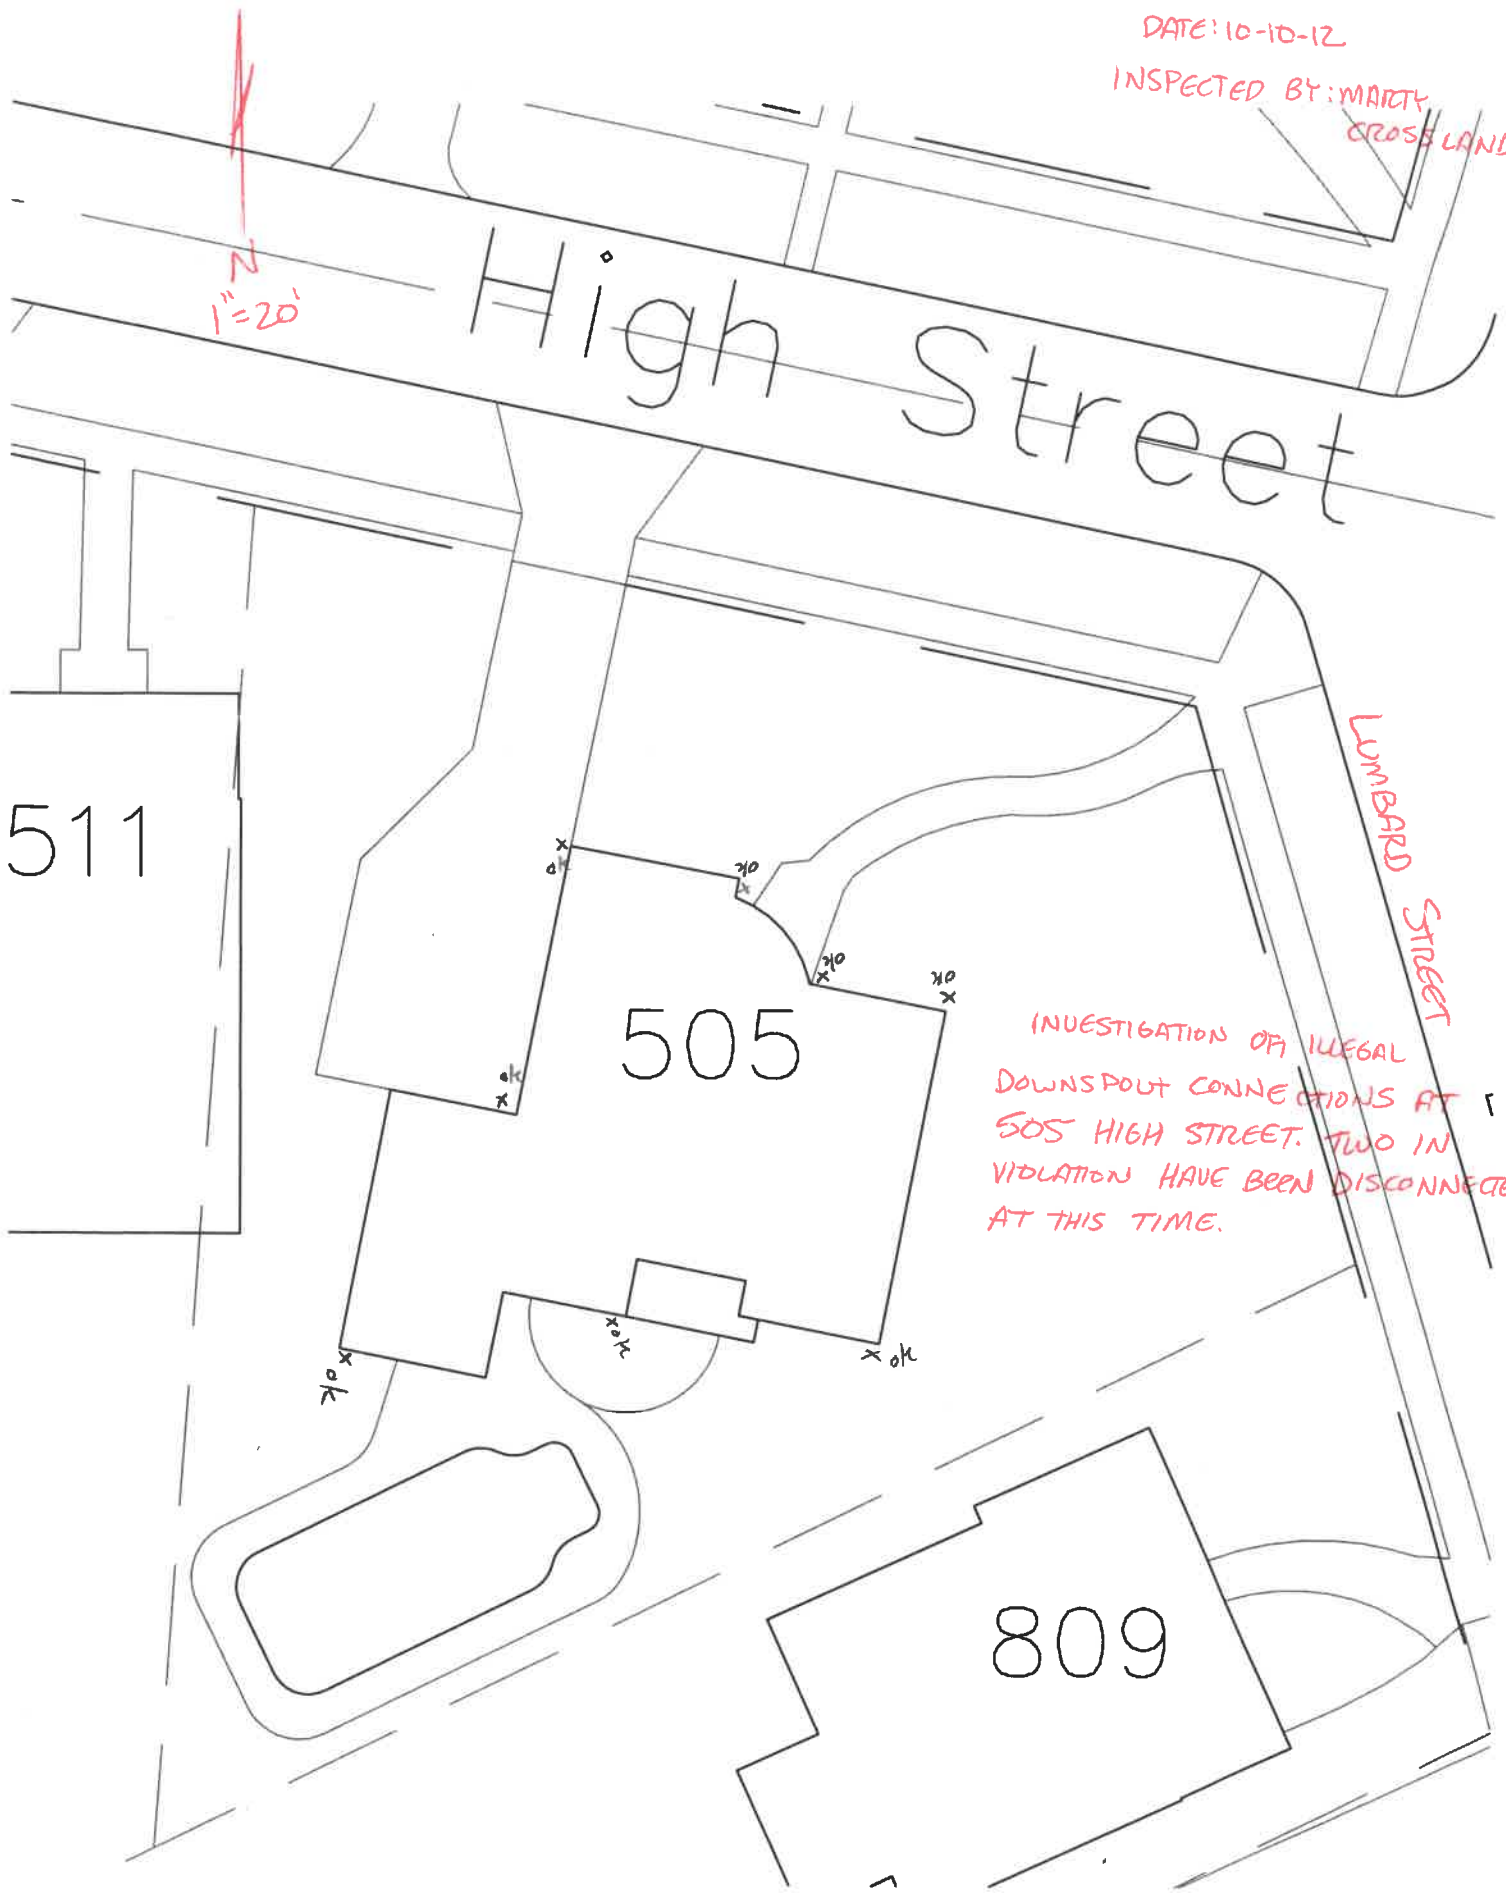 DATE: 10-10-12
INSPECTED BY: MARTY
CROSSLAND
N
1"=20'
High Street
LUMBARD STREET
511
x
ok
ok
x
ok
x
ok
x
505
ok
x
INVESTIGATION OF ILLEGAL
DOWNSPOUT CONNECTIONS AT
505 HIGH STREET. TWO IN
VIOLATION HAVE BEEN DISCONNECTE
AT THIS TIME.
x
ok
x ok
x ok
809